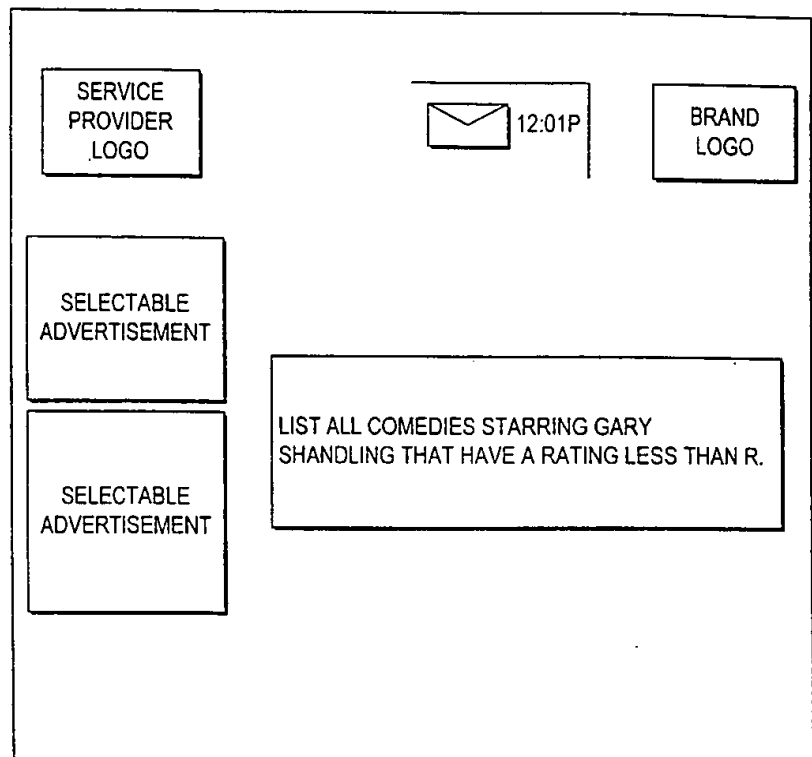 SERVICE
PROVIDER
LOGO
12:01P
BRAND
LOGO
SELECTABLE
ADVERTISEMENT
LIST ALL COMEDIES STARRING GARY
SHANDLING THAT HAVE A RATING LESS THAN R.
SELECTABLE
ADVERTISEMENT